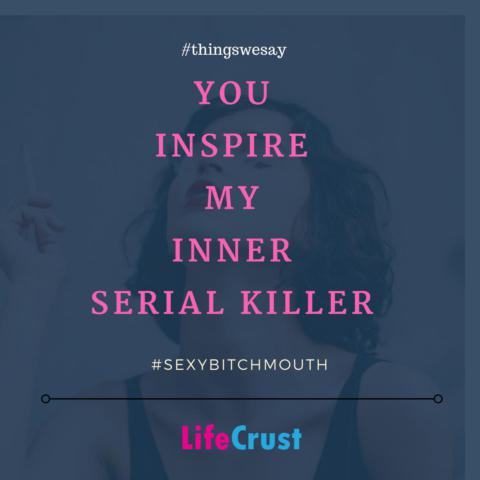 #thingswesay
YOU
INSPIRE
MY
INNER
SERIAL KILLER
#SEXYBITCHMOUTH
LifeCrust